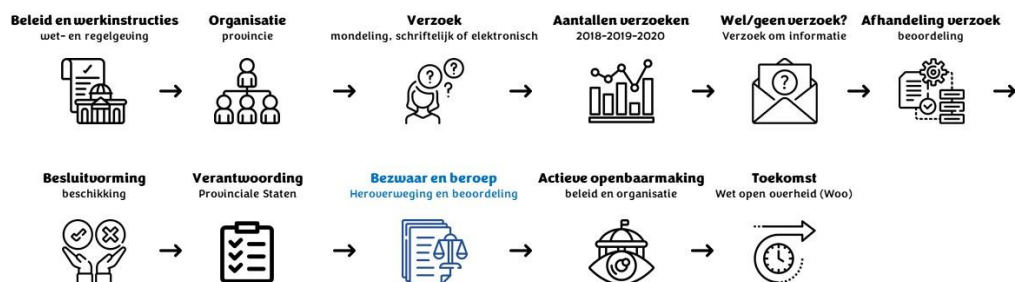 Beleid en werkinstructies
wet- en regelgeving
Organisatie
provincie
Verzoek
mondeling, schriftelijk of elektronisch
Aantallen verzoeken
2018-2019-2020
Wel/geen verzoek?
Verzoek om informatie
Afhandeling verzoek
beoordeling
Besluitvorming
beschikking
Verantwoording
Provinciale Staten
Bezwaar en beroep
Heroverweging en beoordeling
Actieve openbaarmaking
beleid en organisatie
Toekomst
Wet open overheid (Woo)